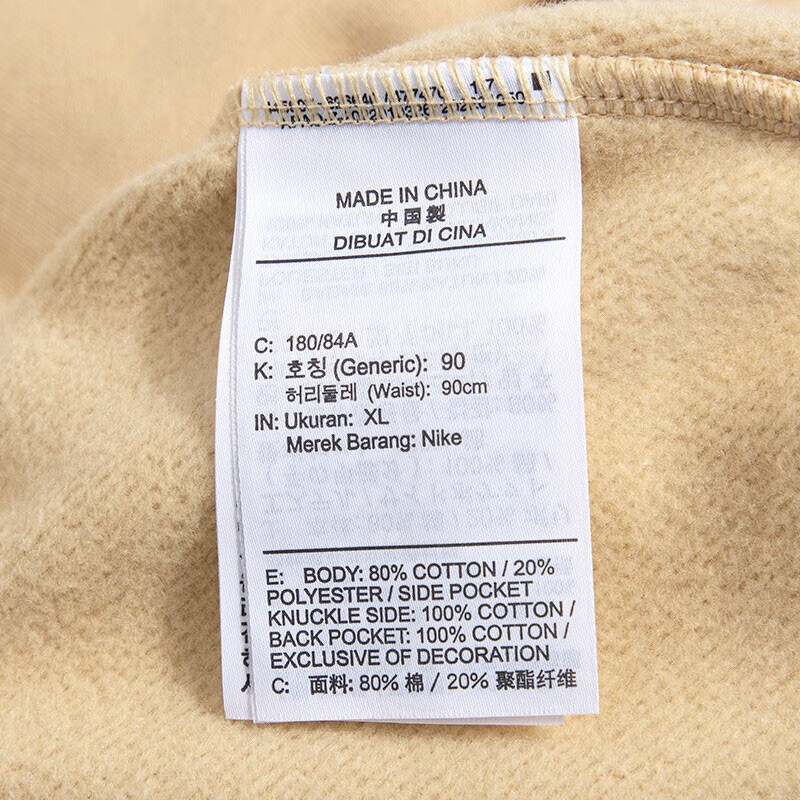 MADE IN CHINA
中国製
DIBUAT DI CINA
C: 180/84A
K: 호칭 (Generic): 90
허리둘레 (Waist): 90cm
IN: Ukuran: XL
Merek Barang: Nike
E: BODY: 80% COTTON / 20%
POLYESTER / SIDE POCKET
KNUCKLE SIDE: 100% COTTON /
BACK POCKET: 100% COTTON /
EXCLUSIVE OF DECORATION
C: 面料: 80% 棉 / 20% 聚酯纤维